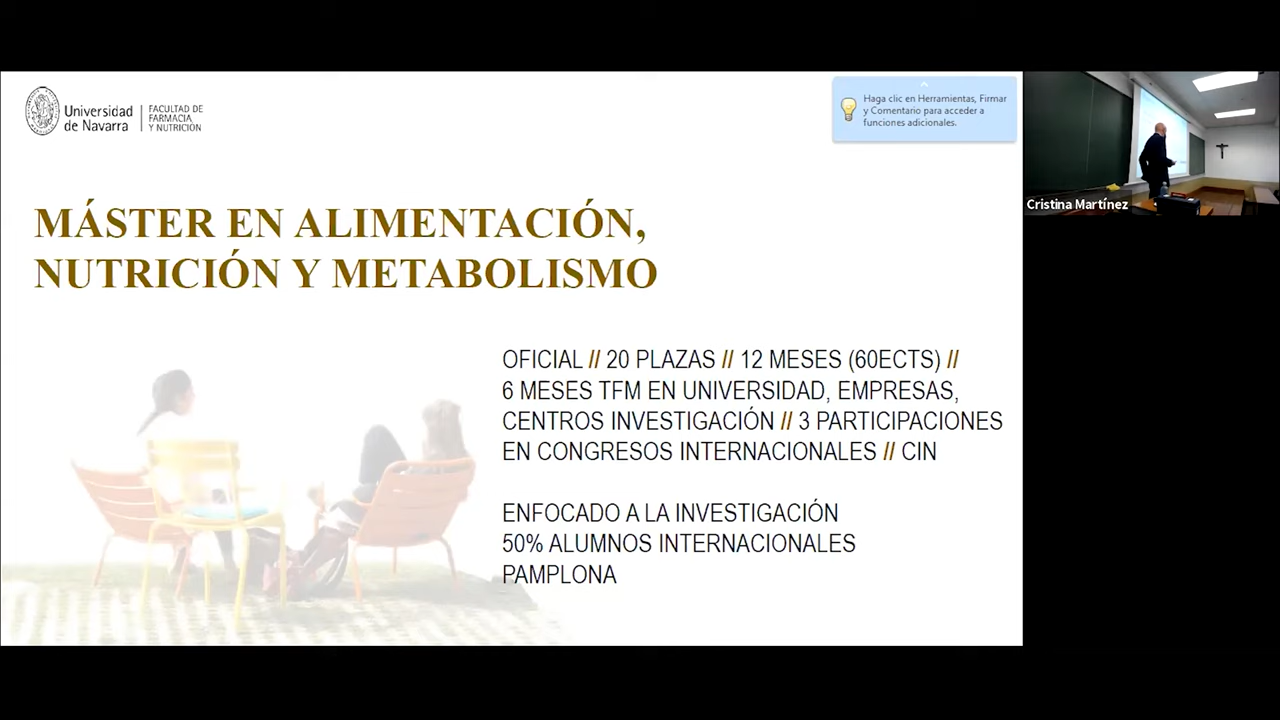 Universidad
de Navarra
FACULTAD DE
FARMACIA
Y NUTRICIÓN
Haga clic en Herramientas, Firmar
y Comentario para acceder a
funciones adicionales.
Cristina Martínez
MÁSTER EN ALIMENTACIÓN,
NUTRICIÓN Y METABOLISMO
OFICIAL // 20 PLAZAS // 12 MESES (60ECTS) //
6 MESES TFM EN UNIVERSIDAD, EMPRESAS,
CENTROS INVESTIGACIÓN // 3 PARTICIPACIONES
EN CONGRESOS INTERNACIONALES // CIN
ENFOCADO A LA INVESTIGACIÓN
50% ALUMNOS INTERNACIONALES
PAMPLONA